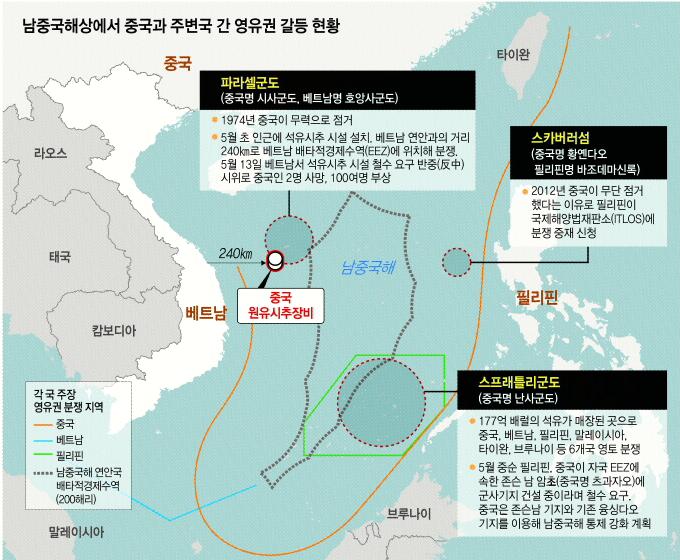 남중국해상에서 중국과 주변국 간 영유권 갈등 현황
중국
타이완
파라셀군도
(중국명 시사군도, 베트남명 호앙사군도)
• 1974년 중국이 무력으로 점거
• 5월 초 인근에 석유시추 시설 설치. 베트남 연안과의 거리
240㎞로 베트남 배타적경제수역(EEZ)에 위치해 분쟁.
5월 13일 베트남서 석유시추 시설 철수 요구 반중(反中)
시위로 중국인 2명 사망, 100여명 부상
스카버러섬
(중국명 황옌다오
필리핀명 바조데마신록)
• 2012년 중국이 무단 점거
했다는 이유로 필리핀이
국제해양법재판소(ITLOS)에
분쟁 중재 신청
라오스
태국
240㎞
남중국해
중국
원유시추장비
베트남
필리핀
캄보디아
스프래틀리군도
(중국명 난사군도)
• 177억 배럴의 석유가 매장된 곳으로
중국, 베트남, 필리핀, 말레이시아,
타이완, 브루나이 등 6개국 영토 분쟁
• 5월 중순 필리핀, 중국이 자국 EEZ에
속한 존슨 남 암초(중국명 츠과자오)에
군사기지 건설 중이라며 철수 요구.
중국은 존슨남 기지와 기존 융싱다오
기지를 이용해 남중국해 통제 강화 계획
각 국 주장
영유권 분쟁 지역
중국
베트남
필리핀
남중국해 연안국
배타적경제수역
(200해리)
말레이시아
브루나이